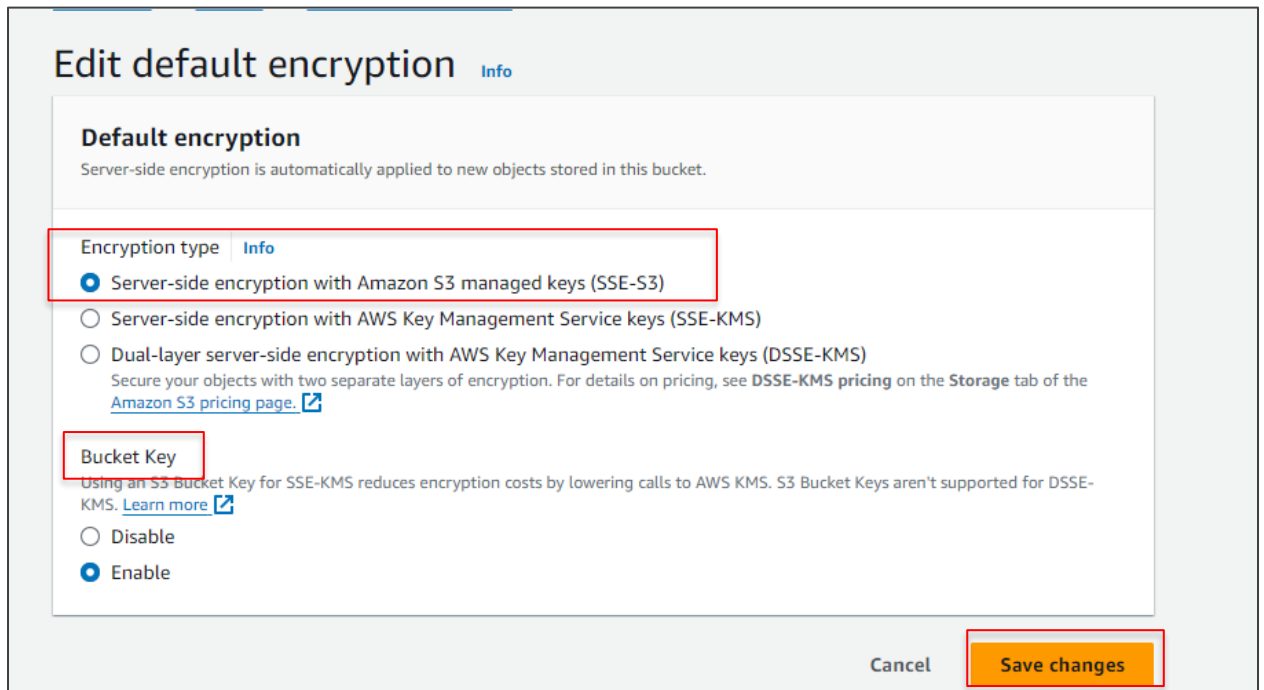 Edit default encryption Info
Default encryption
Server-side encryption is automatically applied to new objects stored in this bucket.
Encryption type Info
Server-side encryption with Amazon S3 managed keys (SSE-S3)
Server-side encryption with AWS Key Management Service keys (SSE-KMS)
Dual-layer server-side encryption with AWS Key Management Service keys (DSSE-KMS)
Secure your objects with two separate layers of encryption. For details on pricing, see DSSE-KMS pricing on the Storage tab of the
Amazon S3 pricing page.
Bucket Key
Using an S3 Bucket Key for SSE-KMS reduces encryption costs by lowering calls to AWS KMS. S3 Bucket Keys aren't supported for DSSE-
KMS. Learn more
Disable
Enable
Cancel Save changes